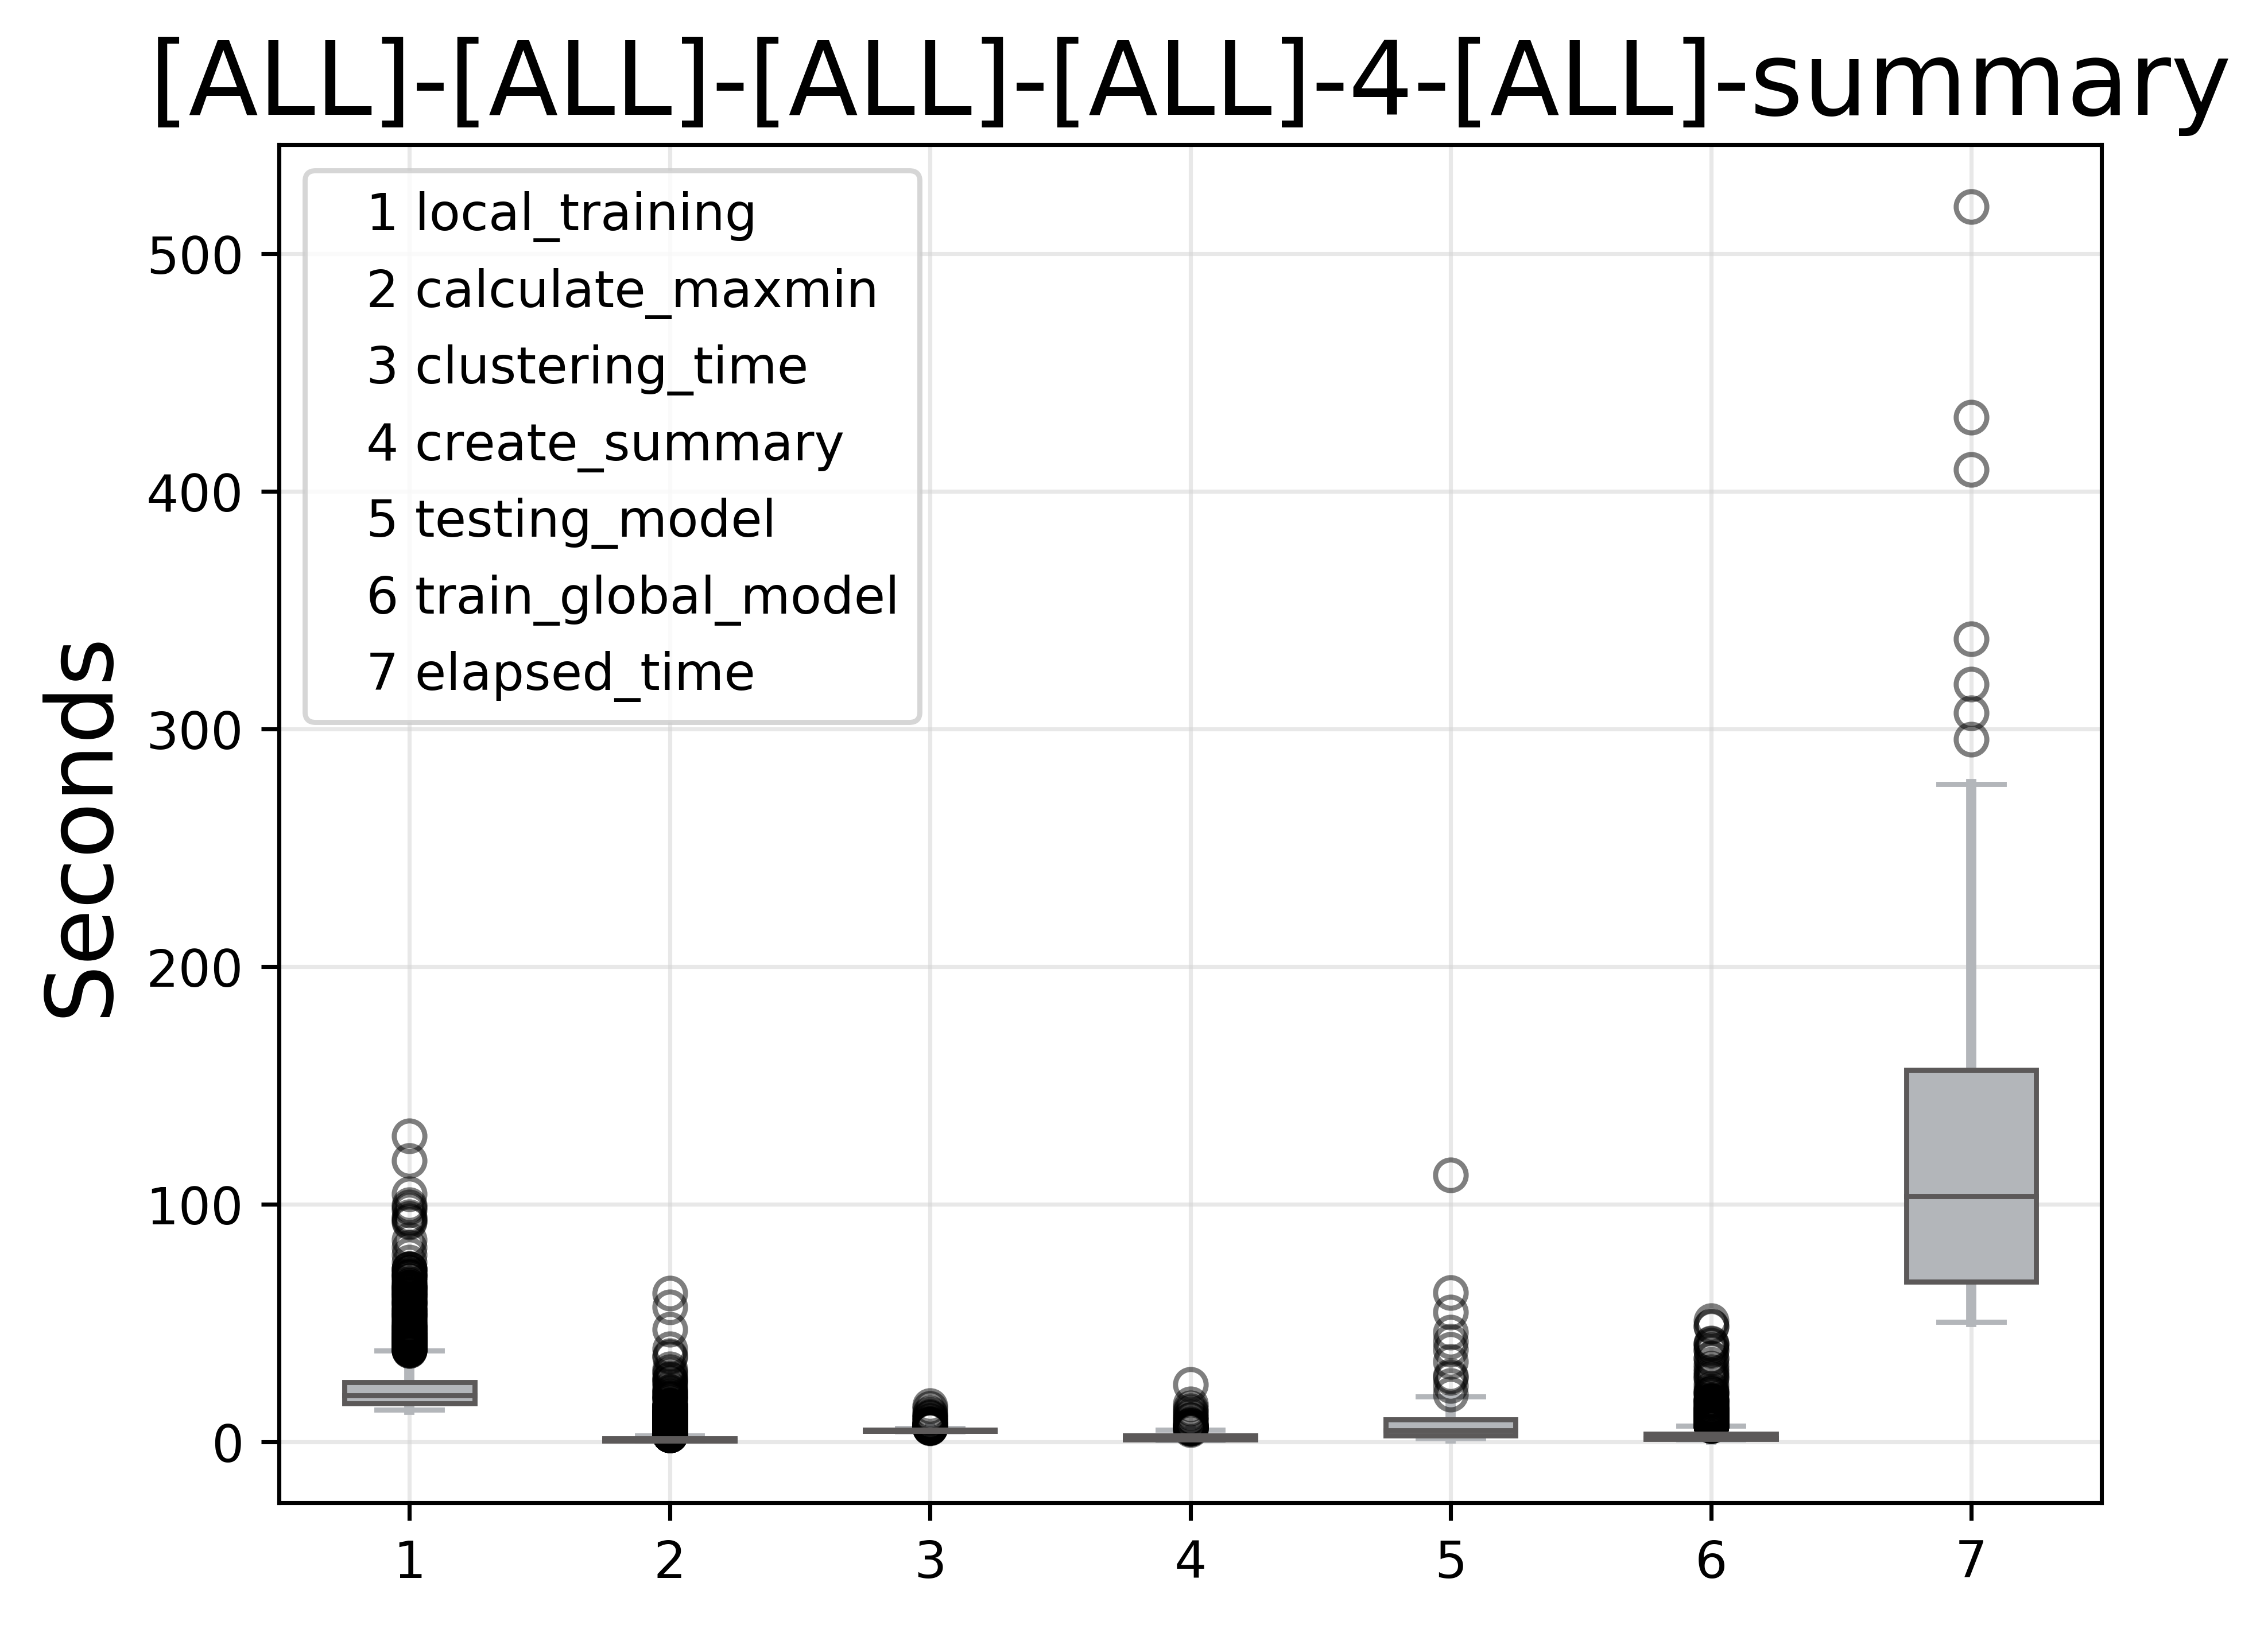 [ALL]-[ALL]-[ALL]-[ALL]-4-[ALL]-summary
1 local_training
2 calculate_maxmin
3 clustering_time
4 create_summary
5 testing_model
6 train_global_model
7 elapsed_time
Seconds
500
400
300
200
100
0
1 2 3 4 5 6 7